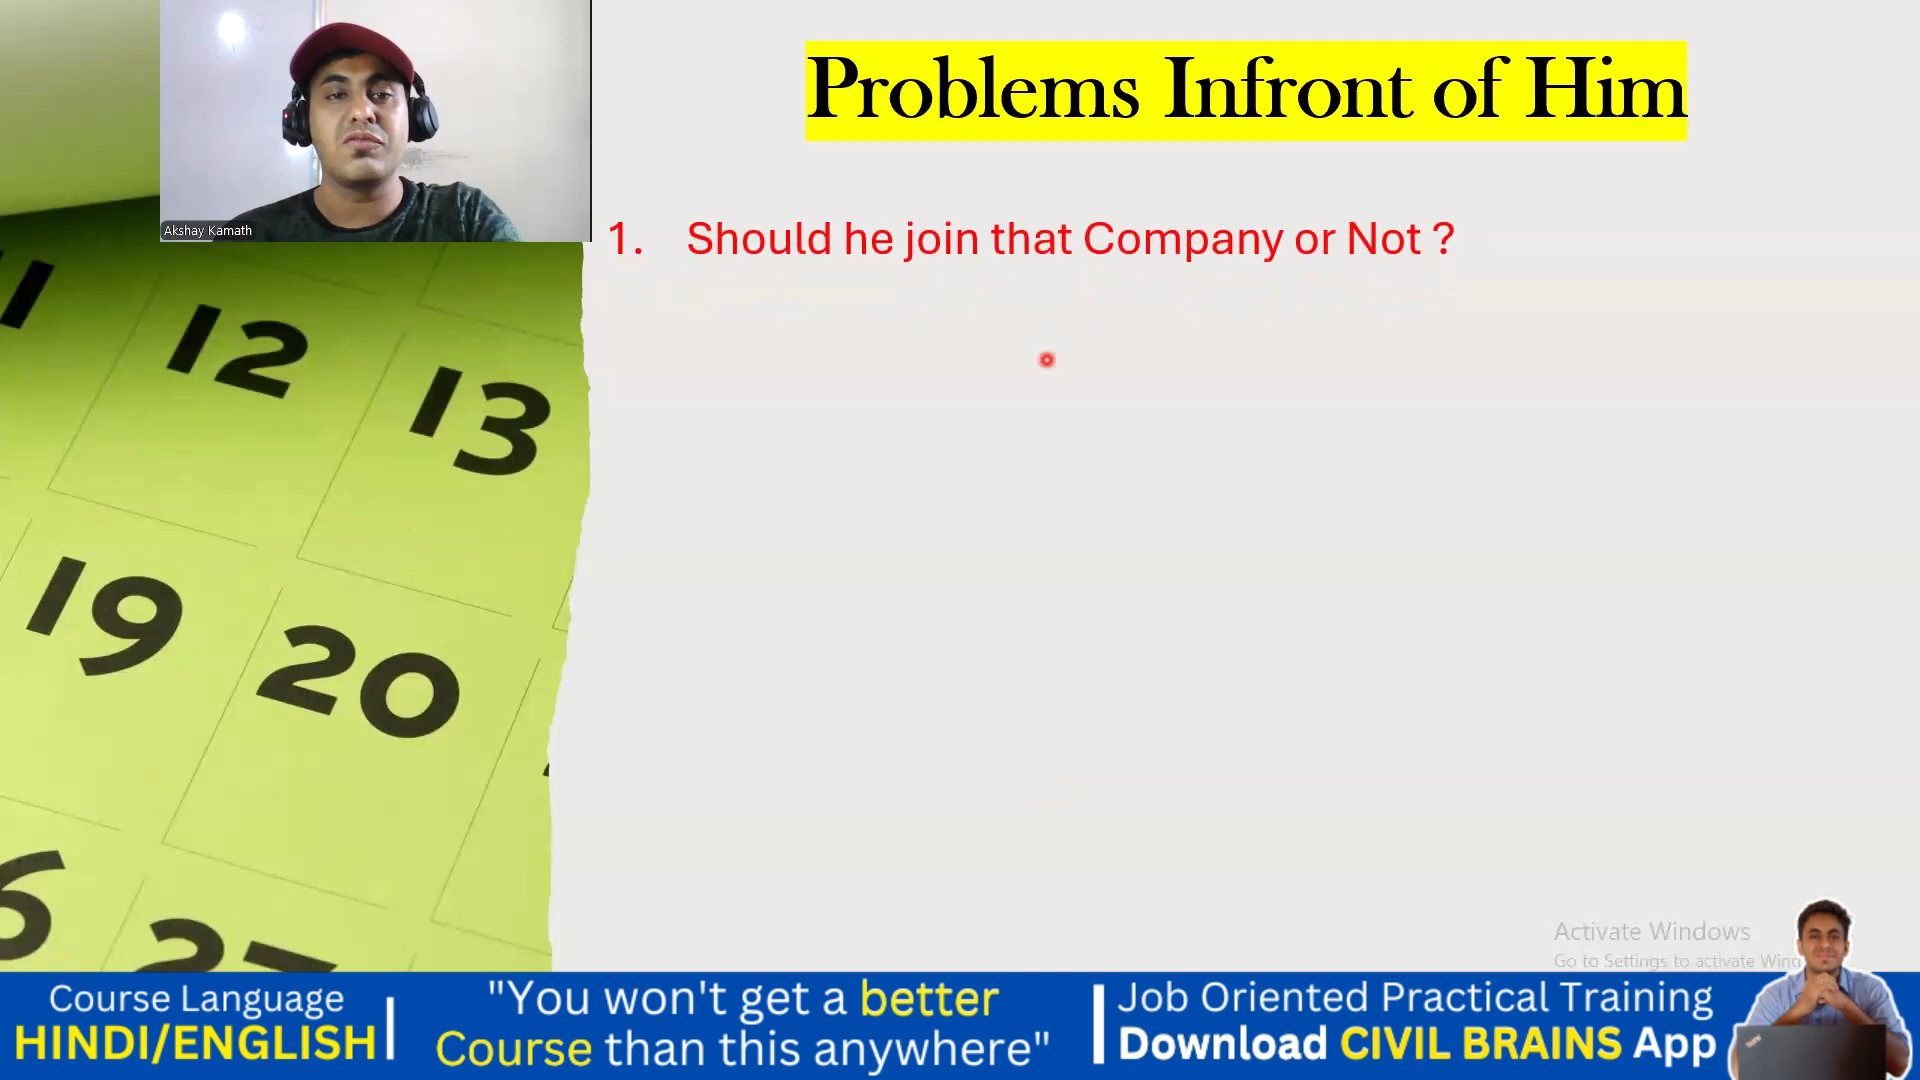 Problems Infront of Him
Akshay Kamath
1. Should he join that Company or Not ?
12
13
19
20
27
Activate Windows
Go to Settings to activate
Course Language
HINDI/ENGLISH
"You won't get a better
Course than this anywhere"
Job Oriented Practical Training
Download CIVIL BRAINS App